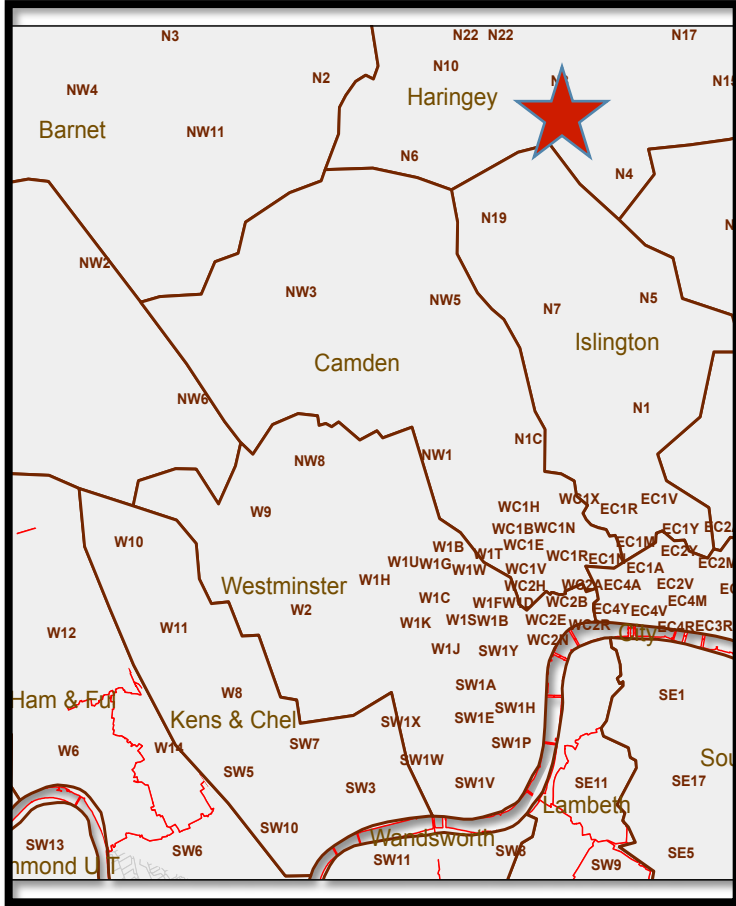 N3
N22 N22
N17
N10
N2
NW4
Haringey
Barnet
NW11
N6
N4
N19
NW2
NW3
NW5
N7
N5
Islington
Camden
NW6
N1
N1C
NW1
NW8
W9
WC1X
EC1V
WC1H
EC1R
WC1B WC1N
EC1Y
W10
EC1M
WC1E
W1B
EC2Y
W1T
WC1R
W1U W1G
W1W
WC1V
EC1A
W1H
Westminster
WC2H
WC2A EC4A
EC2V
W2
W1C
W1F W1D
WC2B
EC4M
EC4Y EC4V
W1K
W1S W1B
WC2E
WC2R
EC4R EC3R
W12
W11
WC2N
City
W1J
SW1Y
SW1A
W8
SE1
Kens & Chel
SW1H
SW1X
SW1E
W6
W14
SW7
SW1P
SW1W
SW5
SW3
SW1V
SE11
SE17
Lambeth
SW10
Wandsworth
SW13
SW6
SW11
SW8
SW9
SE5